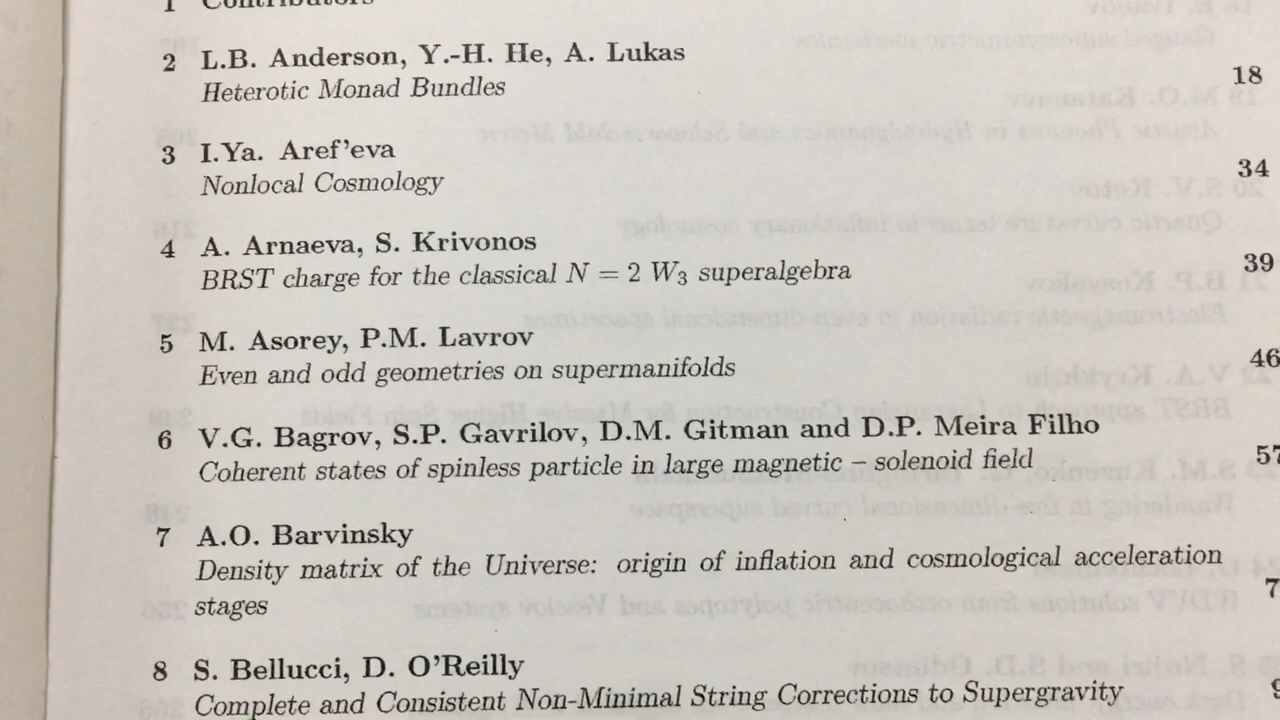 1 Contributors
2 L.B. Anderson, Y.-H. He, A. Lukas
Heterotic Monad Bundles 18
3 I.Ya. Aref'eva
Nonlocal Cosmology 34
4 A. Arnaeva, S. Krivonos
BRST charge for the classical N = 2 W₃ superalgebra 39
5 M. Asorey, P.M. Lavrov
Even and odd geometries on supermanifolds 46
6 V.G. Bagrov, S.P. Gavrilov, D.M. Gitman and D.P. Meira Filho
Coherent states of spinless particle in large magnetic – solenoid field 57
7 A.O. Barvinsky
Density matrix of the Universe: origin of inflation and cosmological acceleration
stages
8 S. Bellucci, D. O'Reilly
Complete and Consistent Non-Minimal String Corrections to Supergravity